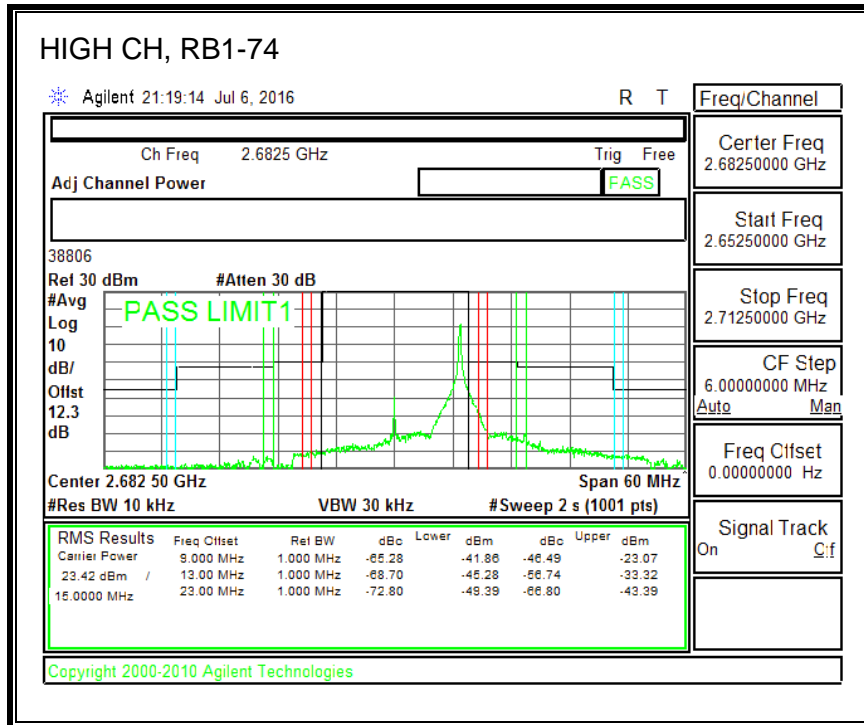 HIGH CH, RB1-74
Agilent 21:19:14 Jul 6, 2016 R T
Freq/Channel
Ch Freq 2.6825 GHz Trig Free
Adj Channel Power FASS
Center Freq
2.68250000 GHz
Start Freq
2.65250000 GHz
38806
Ref 30 dBm #Atten 30 dB
#Avg
Log
10
dB/
Offst
12.3
dB
PASS LIMIT1
Stop Freq
2.71250000 GHz
CF Step
6.00000000 MHz
Auto Man
Freq Offset
0.00000000 Hz
Center 2.682 50 GHz Span 60 MHz
#Res BW 10 kHz VBW 30 kHz #Sweep 2 s (1001 pts)
Signal Track
On Off
RMS Results Freq Offset Ref BW dBc Lower dBm dBc Upper dBm
Carrier Power 9.000 MHz 1.000 MHz -65.28 -41.86 -46.49 -23.07
23.42 dBm / 13.00 MHz 1.000 MHz -68.70 -45.28 -56.74 -33.32
15.0000 MHz 23.00 MHz 1.000 MHz -72.80 -49.39 -66.80 -43.39
Copyright 2000-2010 Agilent Technologies